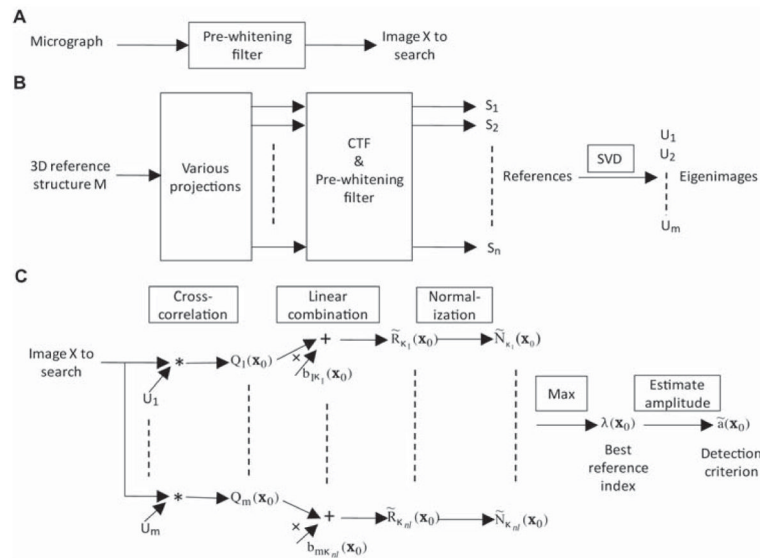 A
Micrograph
Pre-whitening
filter
Image X to
search
B
3D reference
structure M
Various
projections
CTF
&
Pre-whitening
filter
S₁
S₂
Sₙ
References
SVD
U₁
U₂
Uₘ
Eigenimages
C
Cross-
correlation
Linear
combination
Normal-
ization
Image X to
search
*
U₁
Q₁(x₀)
×
+
b₁κ₁(x₀)
R̃κ₁(x₀)
Ñκ₁(x₀)
Max
Estimate
amplitude
λ(x₀)
ã(x₀)
Best
reference
index
Detection
criterion
*
Uₘ
Qₘ(x₀)
×
+
bmκnl(x₀)
R̃κnl(x₀)
Ñκnl(x₀)